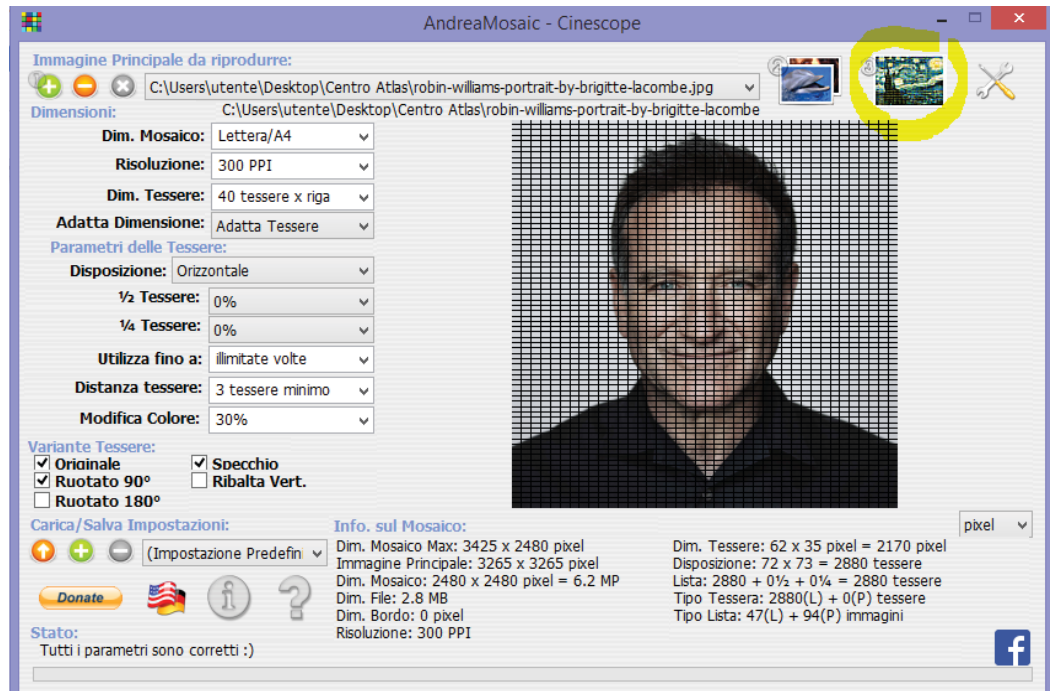 AndreaMosaic - Cinescope
Immagine Principale da riprodurre:
1
C:\Users\utente\Desktop\Centro Atlas\robin-williams-portrait-by-brigitte-lacombe.jpg
2
3
Dimensioni:
C:\Users\utente\Desktop\Centro Atlas\robin-williams-portrait-by-brigitte-lacombe
Dim. Mosaico: Lettera/A4
Risoluzione: 300 PPI
Dim. Tessere: 40 tessere x riga
Adatta Dimensione: Adatta Tessere
Parametri delle Tessere:
Disposizione: Orizzontale
½ Tessere: 0%
¼ Tessere: 0%
Utilizza fino a: illimitate volte
Distanza tessere: 3 tessere minimo
Modifica Colore: 30%
Variante Tessere:
Originale Specchio
Ruotato 90° Ribalta Vert.
Ruotato 180°
Carica/Salva Impostazioni:
(Impostazione Predefini
Donate
Stato:
Tutti i parametri sono corretti :)
Info. sul Mosaico:
Dim. Mosaico Max: 3425 x 2480 pixel
Immagine Principale: 3265 x 3265 pixel
Dim. Mosaico: 2480 x 2480 pixel = 6.2 MP
Dim. File: 2.8 MB
Dim. Bordo: 0 pixel
Risoluzione: 300 PPI
pixel
Dim. Tessere: 62 x 35 pixel = 2170 pixel
Disposizione: 72 x 73 = 2880 tessere
Lista: 2880 + 0½ + 0¼ = 2880 tessere
Tipo Tessera: 2880(L) + 0(P) tessere
Tipo Lista: 47(L) + 94(P) immagini